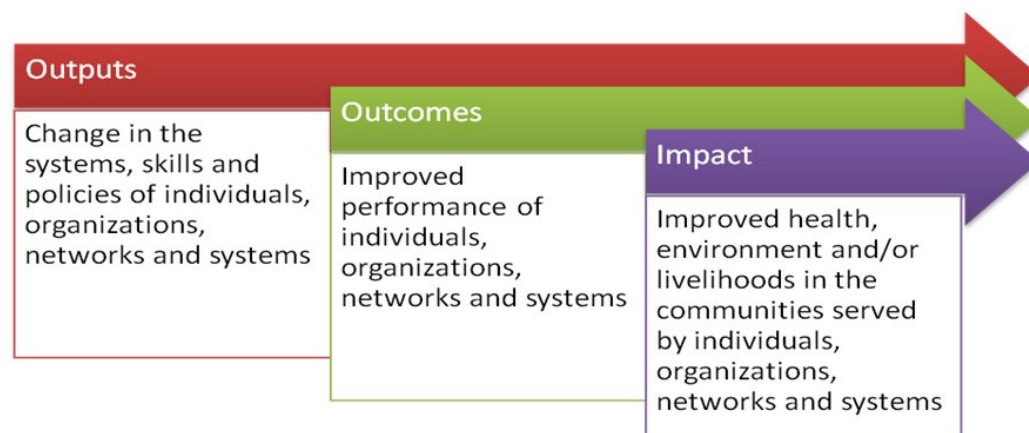 Outputs
Change in the
systems, skills and
policies of individuals,
organizations,
networks and systems
Outcomes
Improved
performance of
individuals,
organizations,
networks and systems
Impact
Improved health,
environment and/or
livelihoods in the
communities served
by individuals,
organizations,
networks and systems